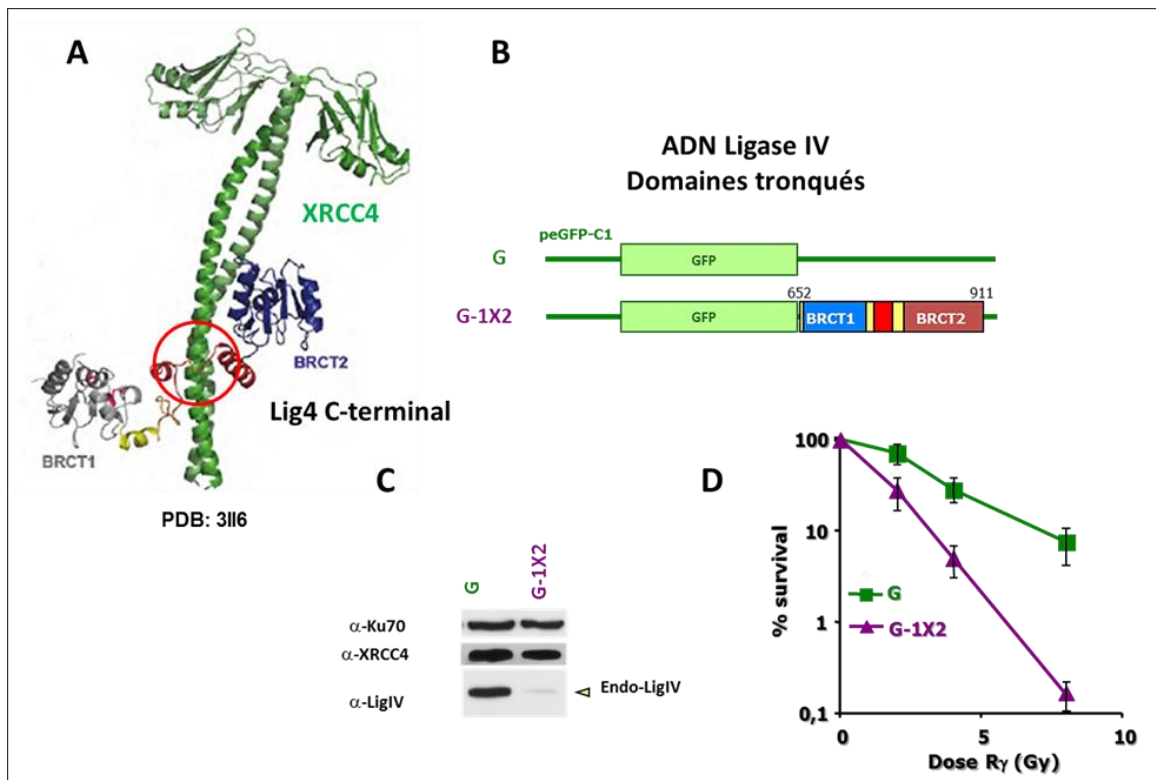 A
XRCC4
BRCT2
Lig4 C-terminal
BRCT1
PDB: 3II6
B
ADN Ligase IV
Domaines tronqués
peGFP-C1
G
GFP
652
911
G-1X2
GFP
BRCT1
BRCT2
C
G
G-1X2
α-Ku70
α-XRCC4
α-LigIV
Endo-LigIV
D
100
10
1
0,1
% survival
G
G-1X2
0
5
10
Dose Rγ (Gy)